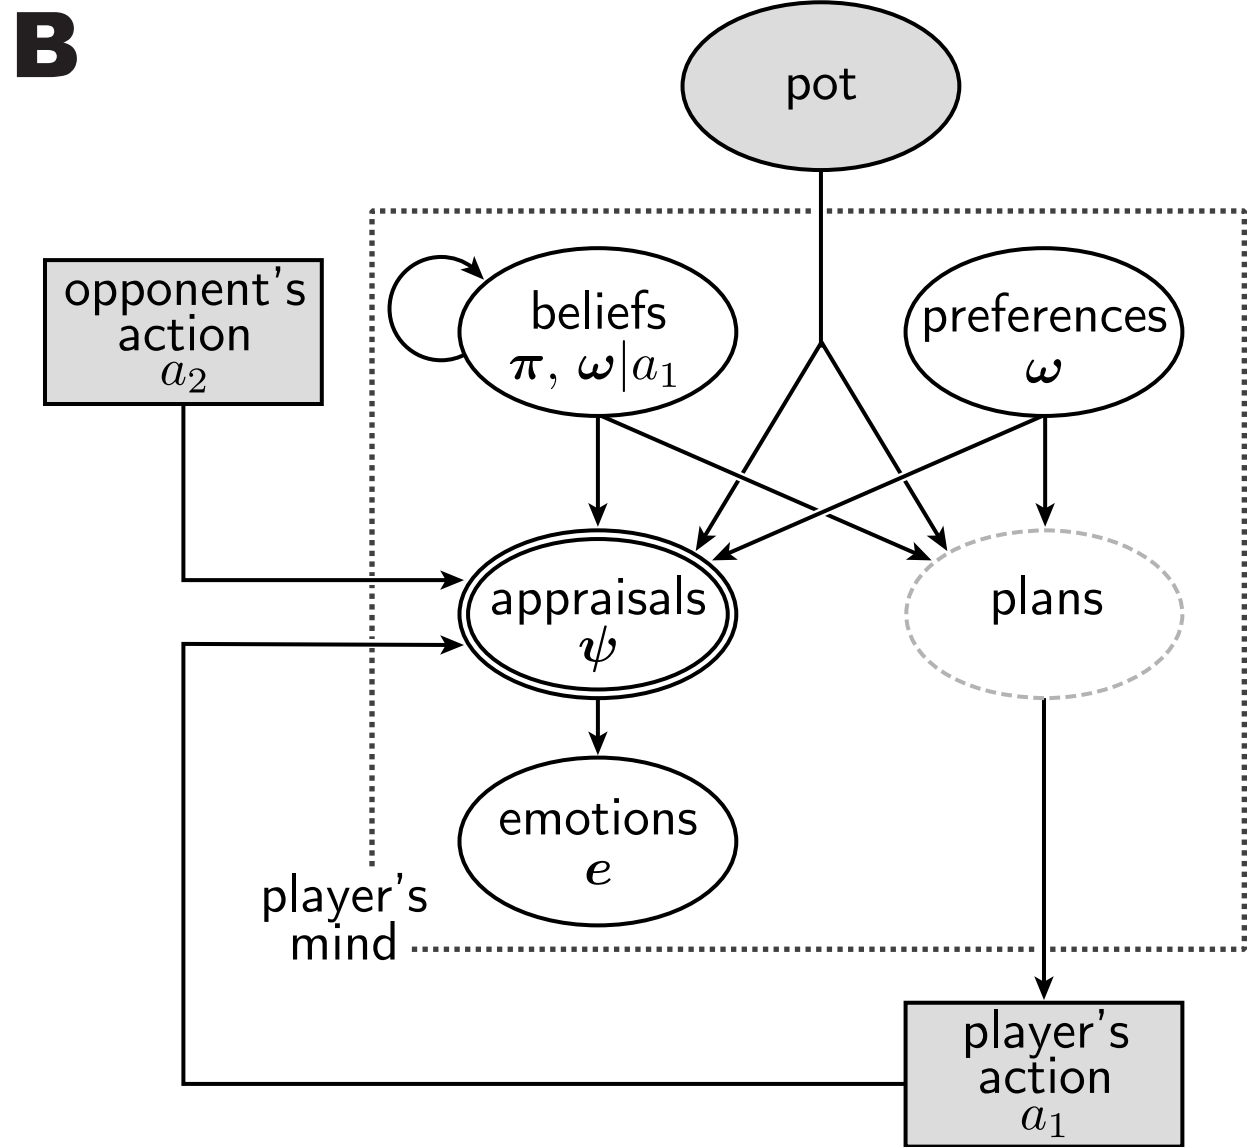 B
pot
opponent's
action
a₂
beliefs
π, ω|a₁
preferences
ω
appraisals
ψ
plans
emotions
e
player's
mind
player's
action
a₁